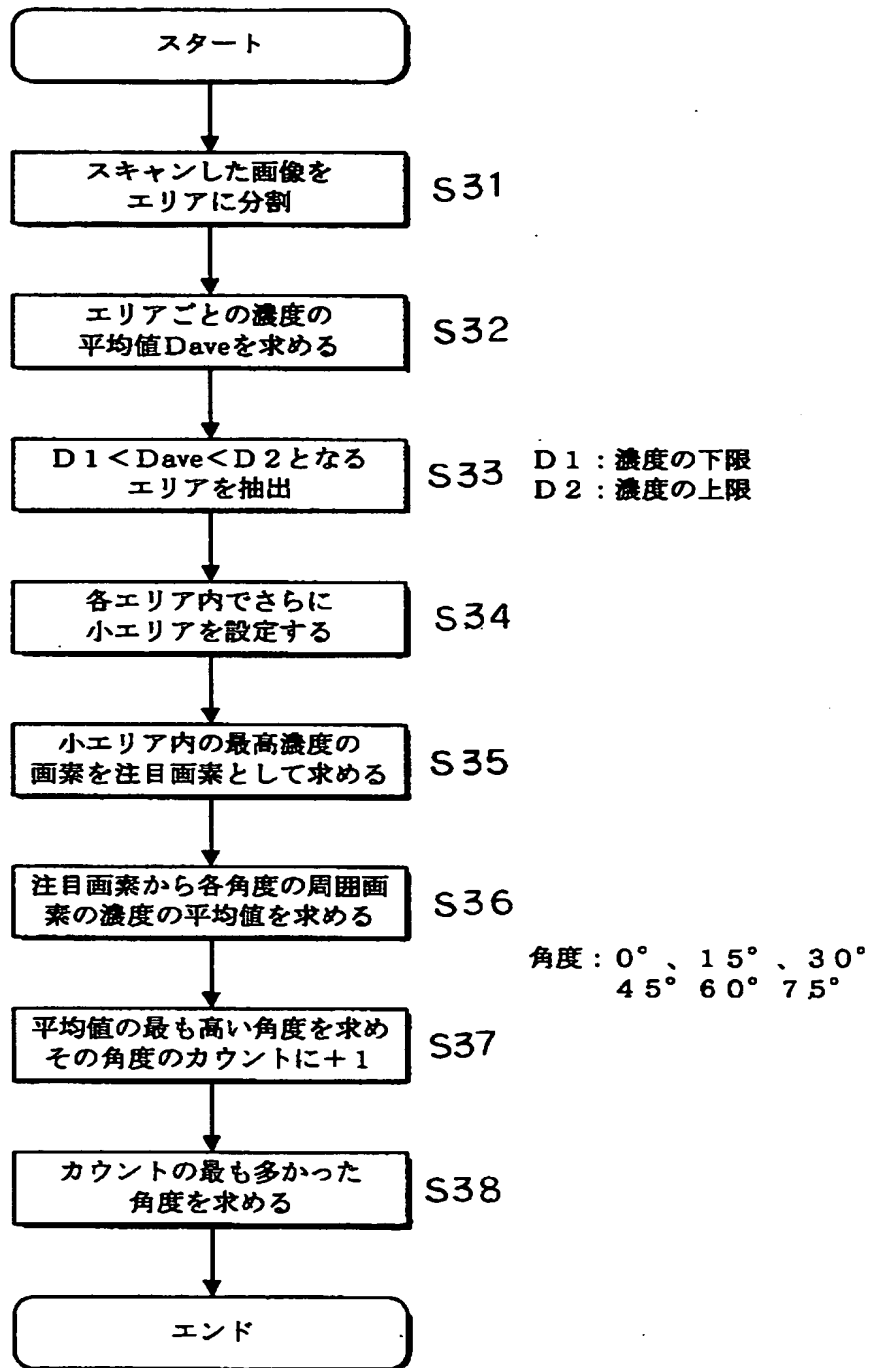 スタート
スキャンした画像を
エリアに分割
S31
エリアごとの濃度の
平均値Daveを求める
S32
D1<Dave<D2となる
エリアを抽出
S33
D1:濃度の下限
D2:濃度の上限
各エリア内でさらに
小エリアを設定する
S34
小エリア内の最高濃度の
画素を注目画素として求める
S35
注目画素から各角度の周囲画
素の濃度の平均値を求める
S36
角度:0°、15°、30°
45° 60° 75°
平均値の最も高い角度を求め
その角度のカウントに+1
S37
カウントの最も多かった
角度を求める
S38
エンド